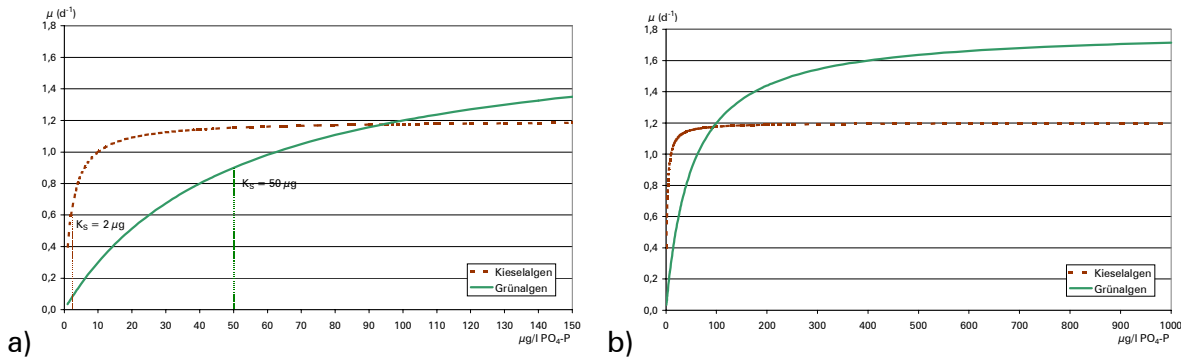 μ (d⁻¹)
1,8
1,6
1,4
1,2
1,0
0,8
0,6
0,4
0,2
0,0
K_S = 2 μg
K_S = 50 μg
Kieselalgen
Grünalgen
0 10 20 30 40 50 60 70 80 90 100 110 120 130 140 150
μg/l PO₄-P
a)
μ (d⁻¹)
1,8
1,6
1,4
1,2
1,0
0,8
0,6
0,4
0,2
0,0
Kieselalgen
Grünalgen
0 100 200 300 400 500 600 700 800 900 1000
μg/l PO₄-P
b)